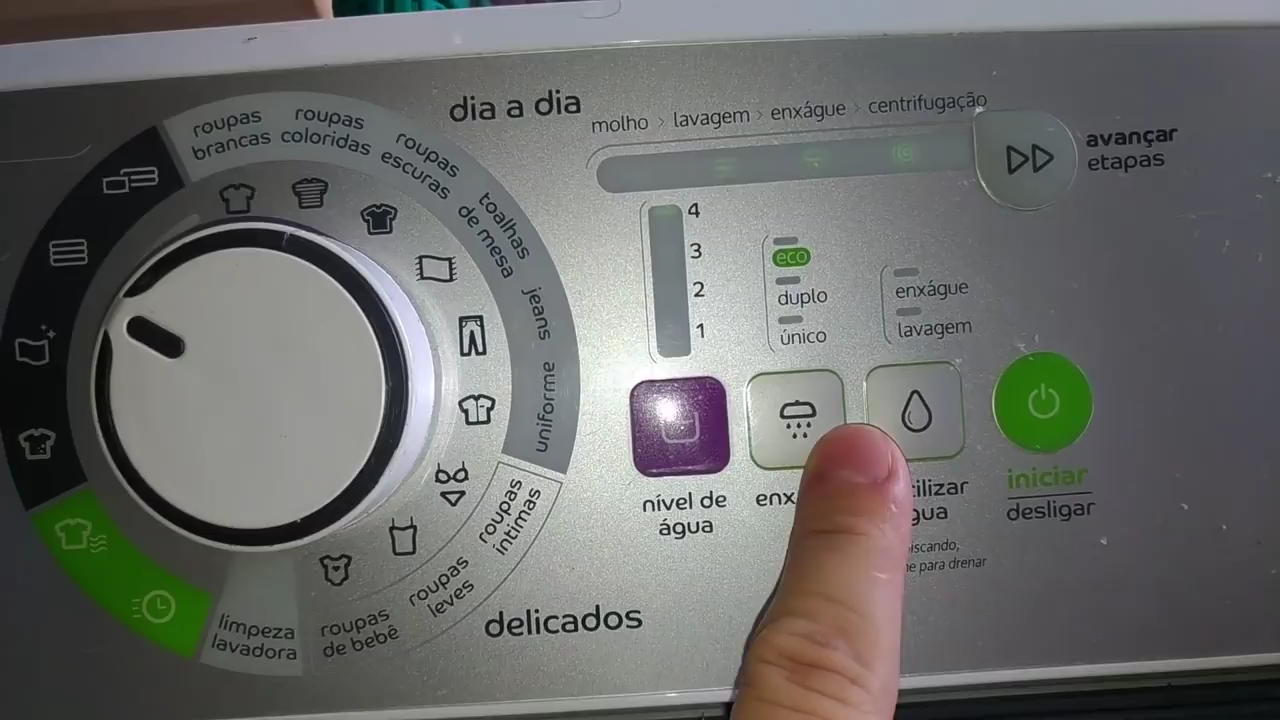 dia a dia
roupas
brancas
roupas
coloridas
roupas
escuras
toalhas
de mesa
jeans
uniforme
roupas
íntimas
roupas
leves
roupas
de bebê
limpeza
lavadora
delicados
molho > lavagem > enxágue > centrifugação
avançar
etapas
4
3
2
1
eco
duplo
único
enxágue
lavagem
nível de
água
iniciar
desligar
para drenar